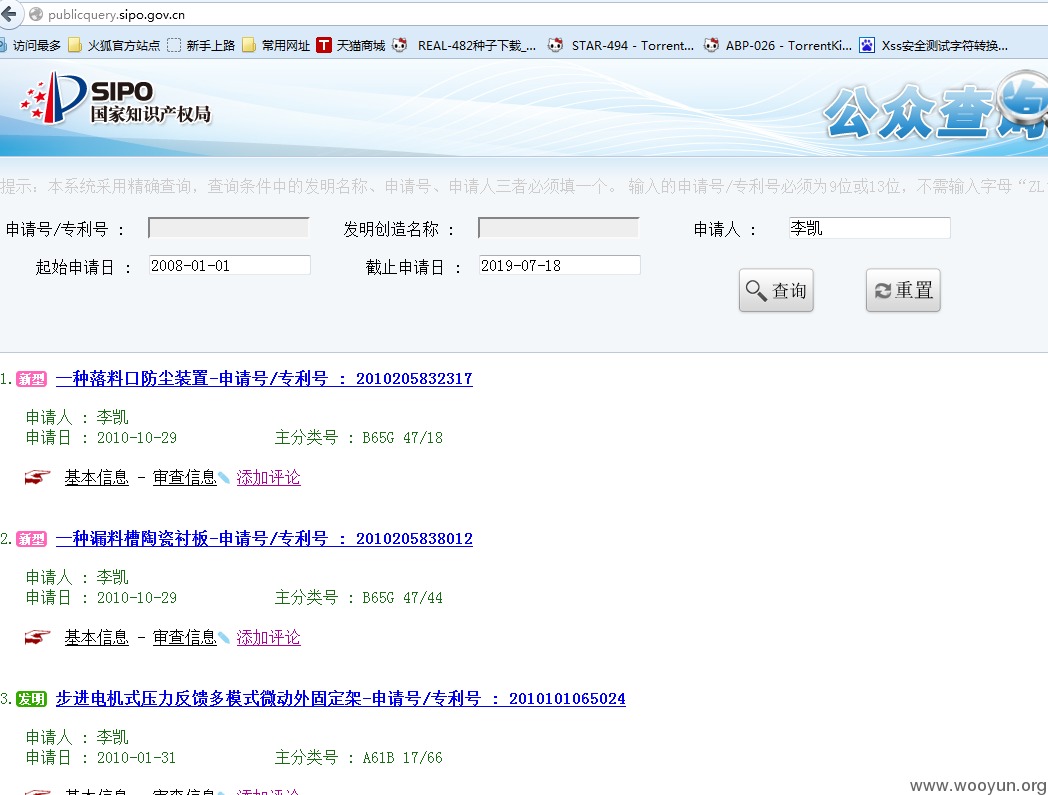 publicquery.sipo.gov.cn
访问最多 火狐官方站点 新手上路 常用网址 T 天猫商城 REAL-482种子下载_... STAR-494 - Torrent... ABP-026 - TorrentKi... Xss安全测试字符转换...
SIPO
国家知识产权局
公众查询
提示：本系统采用精确查询，查询条件中的发明名称、申请号、申请人三者必须填一个。 输入的申请号/专利号必须为9位或13位，不需输入字母“ZL
申请号/专利号 ： 发明创造名称 ： 申请人 ： 李凯
起始申请日 ： 2008-01-01 截止申请日 ： 2019-07-18
查询 重置
1. 新型 一种落料口防尘装置-申请号/专利号 ： 2010205832317
申请人 ：李凯
申请日 ：2010-10-29 主分类号 ：B65G 47/18
基本信息 - 审查信息 添加评论
2. 新型 一种漏料槽陶瓷衬板-申请号/专利号 ： 2010205838012
申请人 ：李凯
申请日 ：2010-10-29 主分类号 ：B65G 47/44
基本信息 - 审查信息 添加评论
3. 发明 步进电机式压力反馈多模式微动外固定架-申请号/专利号 ： 2010101065024
申请人 ：李凯
申请日 ：2010-01-31 主分类号 ：A61B 17/66
基本信息 - 审查信息 添加评论
www.wooyun.org